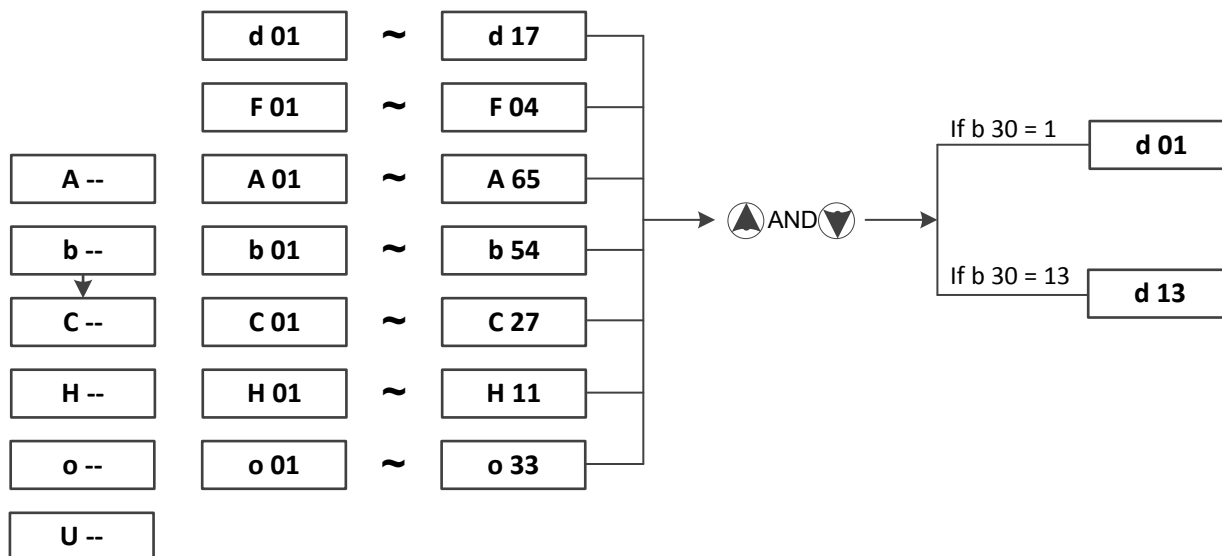 d 01 ~ d 17
F 01 ~ F 04
If b 30 = 1
d 01
A -- A 01 ~ A 65
b -- b 01 ~ b 54
AND
C -- C 01 ~ C 27
If b 30 = 13
d 13
H -- H 01 ~ H 11
o -- o 01 ~ o 33
U --